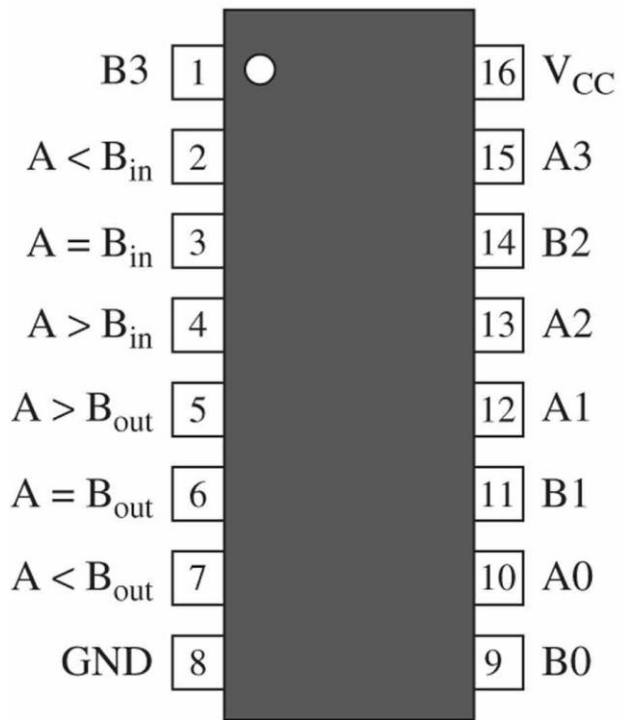 B3 1 16 VCC
A < Bin 2 15 A3
A = Bin 3 14 B2
A > Bin 4 13 A2
A > Bout 5 12 A1
A = Bout 6 11 B1
A < Bout 7 10 A0
GND 8 9 B0